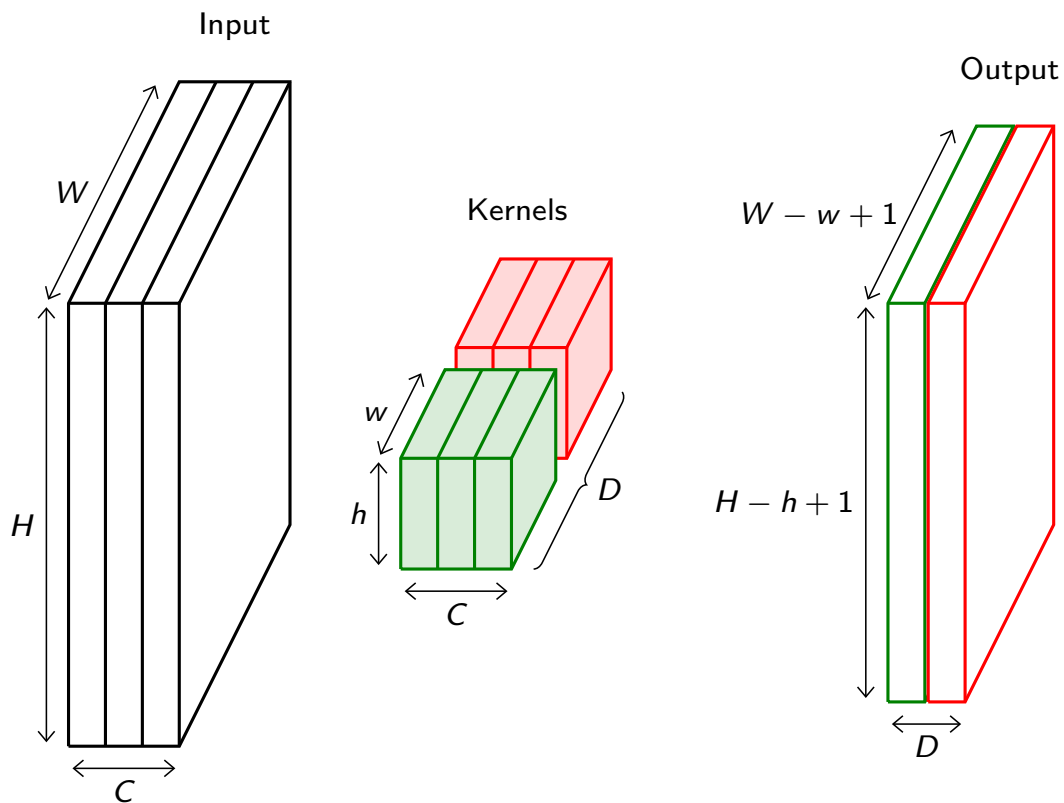 Input
W
H
C
Kernels
w
h
C
D
Output
W − w + 1
H − h + 1
D